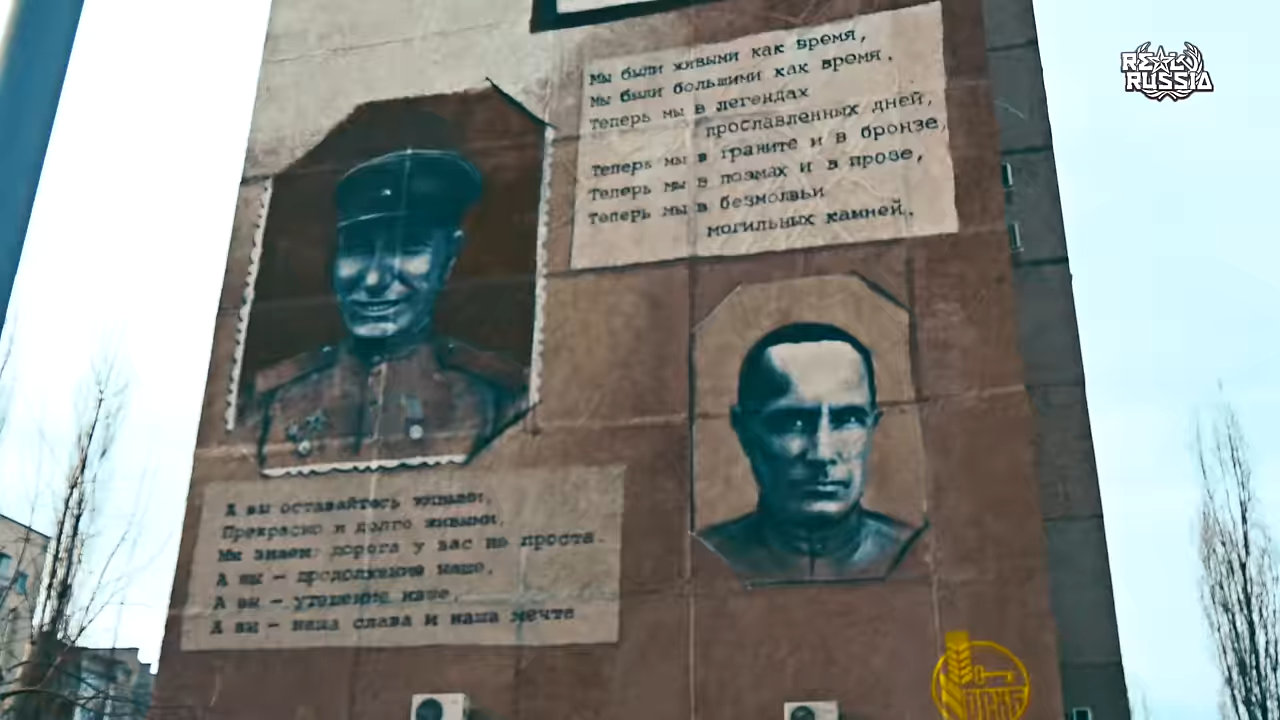 REAL RUSSIA
Мы были живыми как время,
Мы были большими как время.
Теперь мы в легендах
прославленных дней,
Теперь мы в граните и в бронзе,
Теперь мы в поэмах и в прозе,
Теперь мы в безмолвьи
могильных камней.
А вы оставайтесь живыми,
Прекрасно и долго живыми,
Мы знаем: дорога у вас не проста.
А вы – продолжение наше,
А вы – утешение наше,
А вы – наша слава и наша мечта